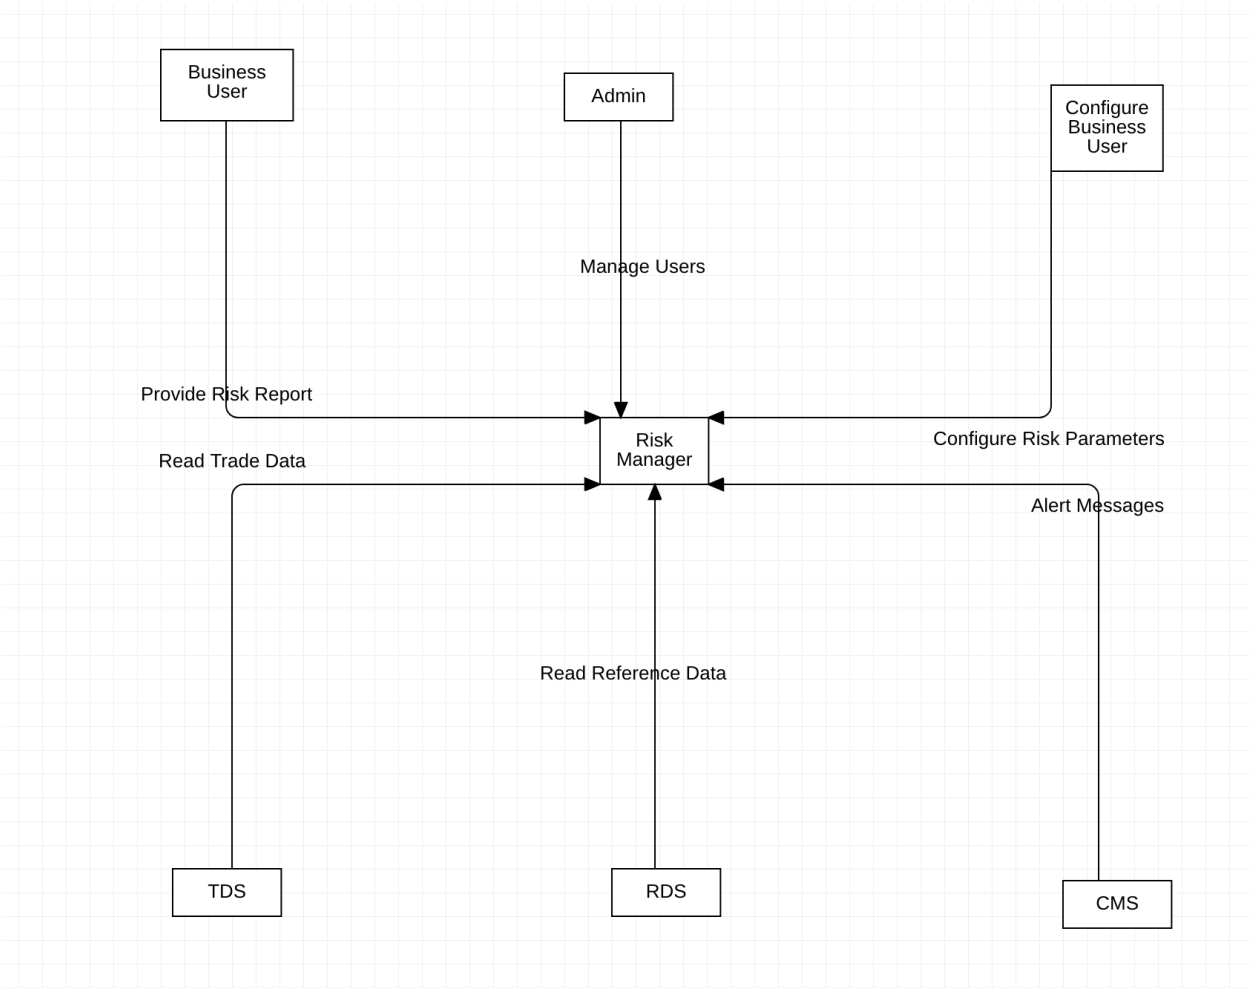 Business
User
Admin
Configure
Business
User
Manage Users
Provide Risk Report
Risk
Manager
Configure Risk Parameters
Read Trade Data
Alert Messages
Read Reference Data
TDS
RDS
CMS